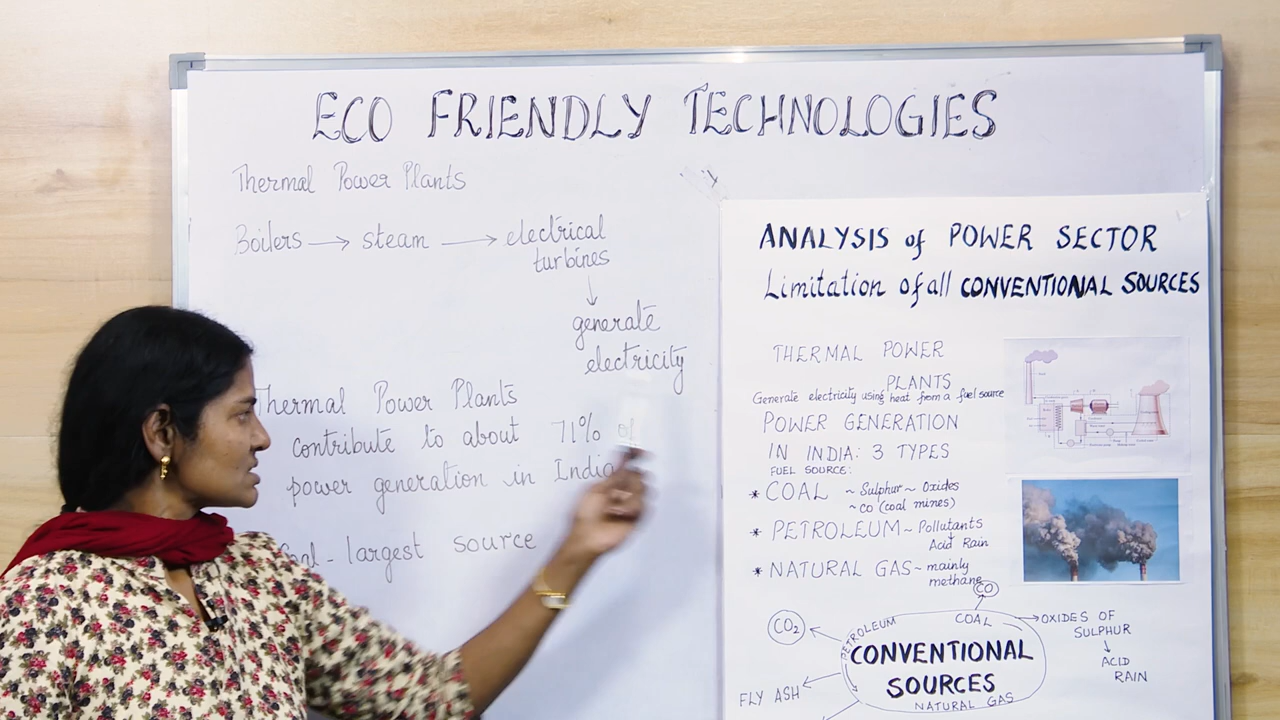 ECO FRIENDLY TECHNOLOGIES
Thermal Power Plants
Boilers → steam → electrical
turbines
↓
generate
electricity
Thermal Power Plants
contribute to about 71% of
power generation in India
- largest source
ANALYSIS of POWER SECTOR
Limitation of all CONVENTIONAL SOURCES
THERMAL POWER
PLANTS
Generate electricity using heat from a fuel source
POWER GENERATION
IN INDIA: 3 TYPES
FUEL SOURCE:
* COAL ~ Sulphur ~ Oxides
~ CO (coal mines)
* PETROLEUM ~ Pollutants
Acid Rain
* NATURAL GAS ~ mainly
methane
CO
CO2
PETROLEUM
COAL → OXIDES OF
SULPHUR
↓
ACID
RAIN
CONVENTIONAL
SOURCES
FLY ASH
NATURAL GAS